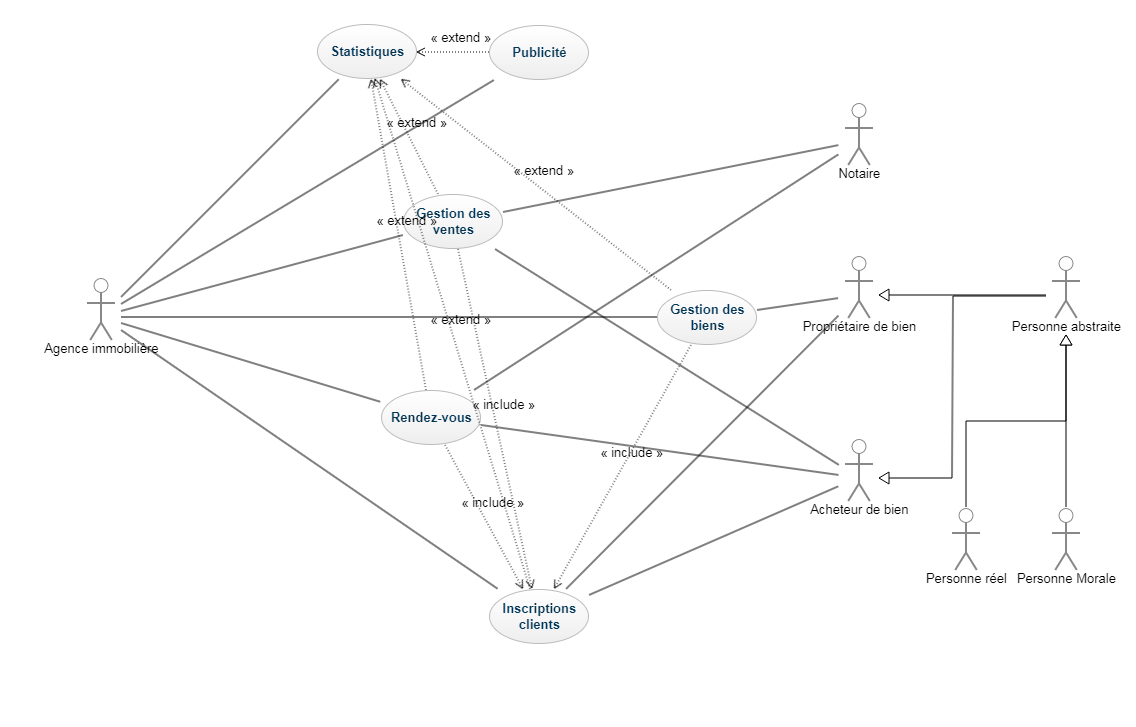 « extend »
Statistiques
Publicité
« extend »
« extend »
Notaire
Gestion des
ventes
« extend »
Gestion des
biens
« extend »
Propriétaire de bien
Personne abstraite
Agence immobilière
« include »
Rendez-vous
« include »
« include »
Acheteur de bien
Personne réel
Personne Morale
Inscriptions
clients